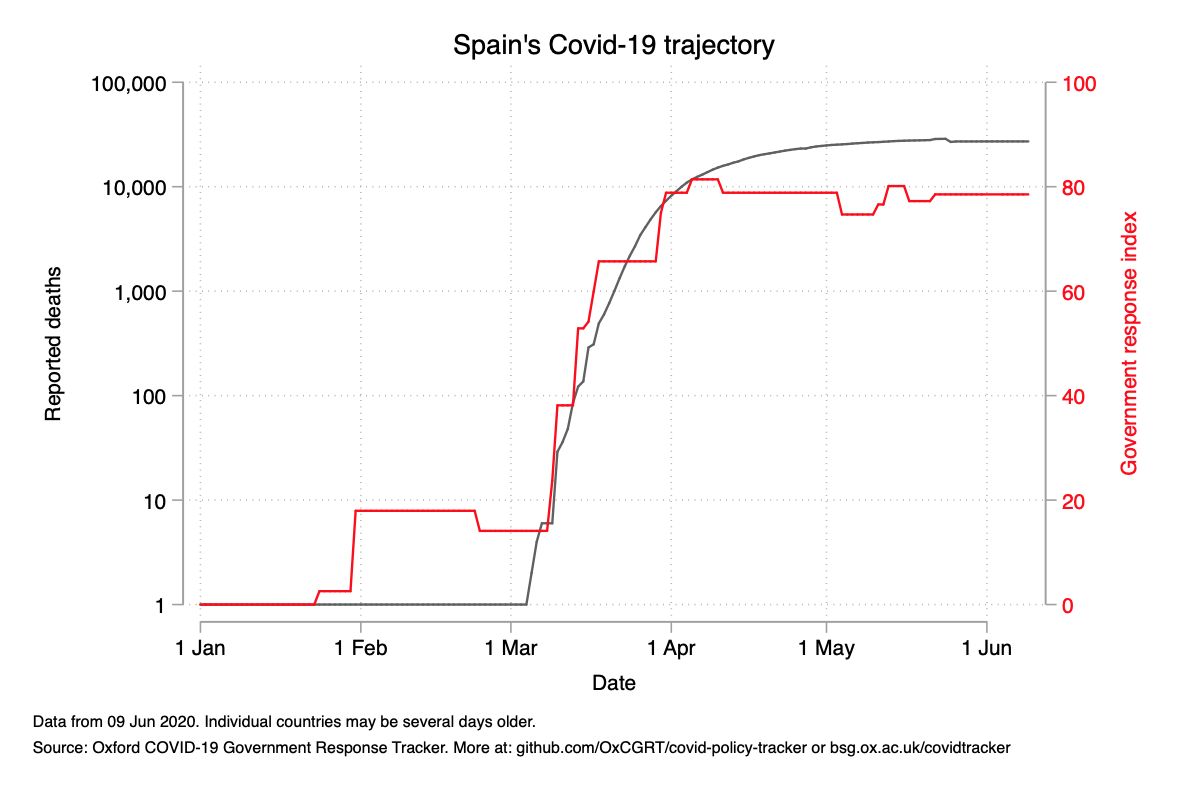 Spain's Covid-19 trajectory
100,000
10,000
1,000
100
10
1
Reported deaths
100
80
60
40
20
0
Government response index
1 Jan
1 Feb
1 Mar
1 Apr
1 May
1 Jun
Date
Data from 09 Jun 2020. Individual countries may be several days older.
Source: Oxford COVID-19 Government Response Tracker. More at: github.com/OxCGRT/covid-policy-tracker or bsg.ox.ac.uk/covidtracker